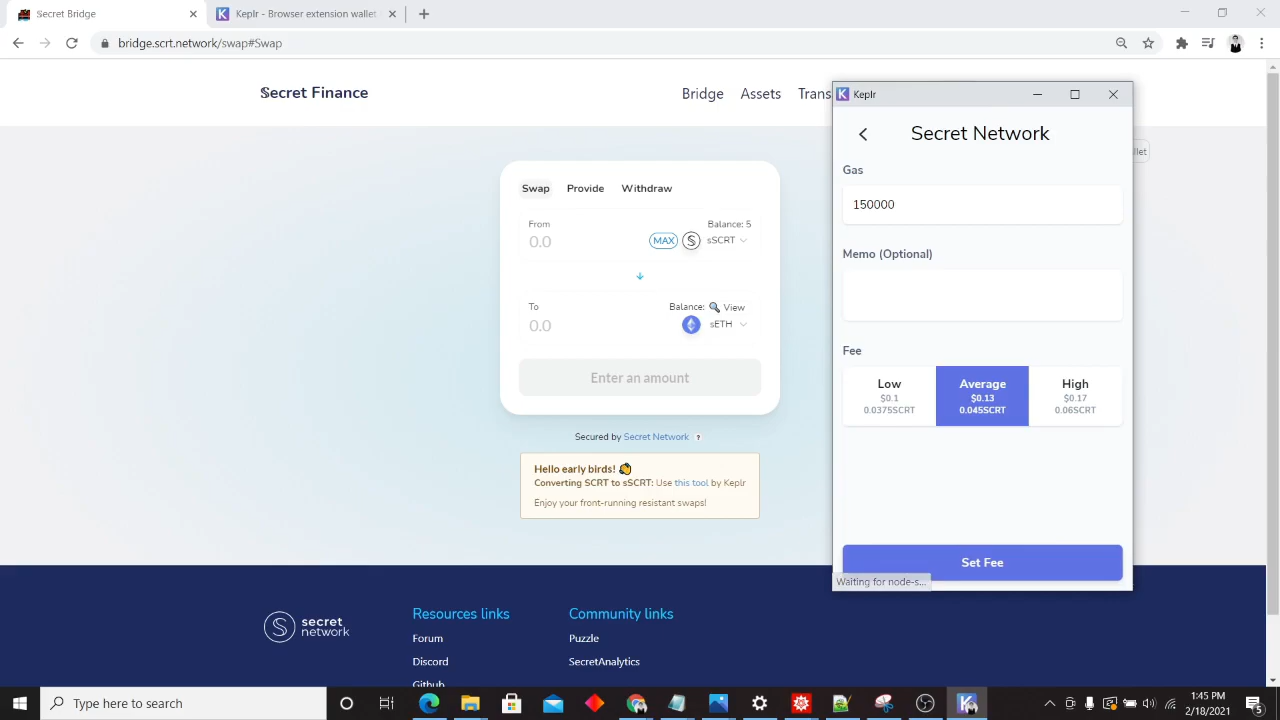 Secret Bridge
Keplr - Browser extension wallet
bridge.scrt.network/swap#Swap
Secret Finance
Bridge
Assets
Trans
Swap
Provide
Withdraw
From
Balance: 5
0.0
MAX
sSCRT
To
Balance: View
0.0
sETH
Enter an amount
Secured by Secret Network ?
Hello early birds!
Converting SCRT to sSCRT: Use this tool by Keplr
Enjoy your front-running resistant swaps!
Keplr
Secret Network
llet
Gas
150000
Memo (Optional)
Fee
Low
$0.1
0.0375SCRT
Average
$0.13
0.045SCRT
High
$0.17
0.06SCRT
Set Fee
Waiting for node-s...
secret
network
Resources links
Forum
Discord
Github
Community links
Puzzle
SecretAnalytics
Type here to search
1:45 PM
2/18/2021
5